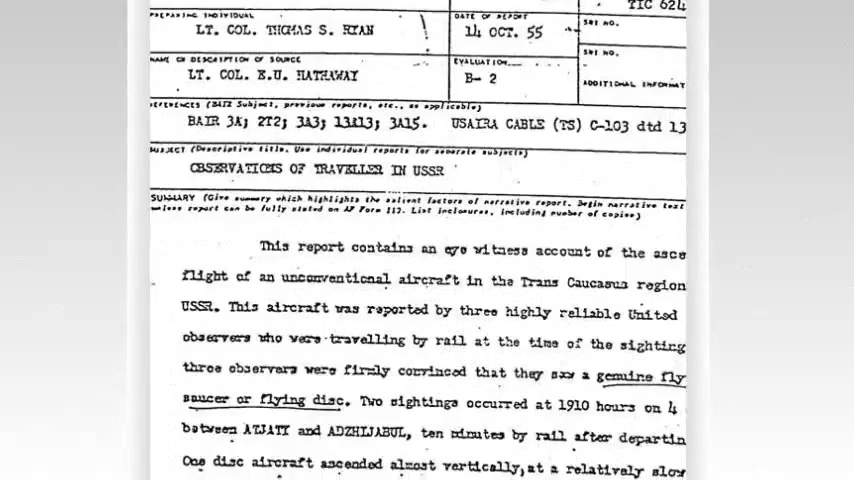 TIC 624
PREPARING INDIVIDUAL
LT. COL. THOMAS S. RYAN
DATE OF REPORT
14 OCT. 55
SRI NO.
SRI NO.
NAME OR DESCRIPTION OF SOURCE
LT. COL. E.U. HATHAWAY
EVALUATION
B- 2
ADDITIONAL INFORMAT
REFERENCES (BAIR Subject, previous reports, etc., as applicable)
BAIR 3A; 2T2; 3A3; 13A13; 3A15. USAIRA CABLE (TS) C-103 dtd 13
SUBJECT (Descriptive title. Use individual reports for separate subjects)
OBSERVATIONS OF TRAVELLER IN USSR
SUMMARY (Give summary which highlights the salient factors of narrative report. Begin narrative text
unless report can be fully stated on AF Form 112. List inclosures, including number of copies)
This report contains an eye witness account of the asce
flight of an unconventional aircraft in the Trans Caucasus region
USSR. This aircraft was reported by three highly reliable United
observers who were travelling by rail at the time of the sighting
three observers were firmly convinced that they saw a genuine fly
saucer or flying disc. Two sightings occurred at 1910 hours on 4
between ATJATY and ADZHIJABUL, ten minutes by rail after departin
One disc aircraft ascended almost vertically, at a relatively slow